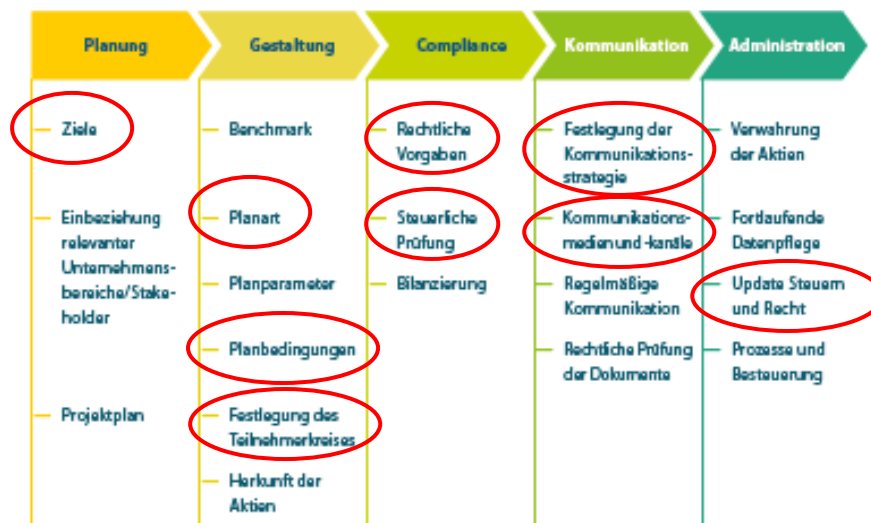 Planung
Gestaltung
Compliance
Kommunikation
Administration
Ziele
Einbeziehung
relevanter
Unternehmens-
bereiche/Stake-
holder
Projektplan
Benchmark
Planart
Planparameter
Planbedingungen
Festlegung des
Teilnehmerkreises
Herkunft der
Aktien
Rechtliche
Vorgaben
Steuerliche
Prüfung
Bilanzierung
Festlegung der
Kommunikations-
strategie
Kommunikations-
medien und -kanäle
Regelmäßige
Kommunikation
Rechtliche Prüfung
der Dokumente
Verwahrung
der Aktien
Fortlaufende
Datenpflege
Update Steuern
und Recht
Prozesse und
Besteuerung